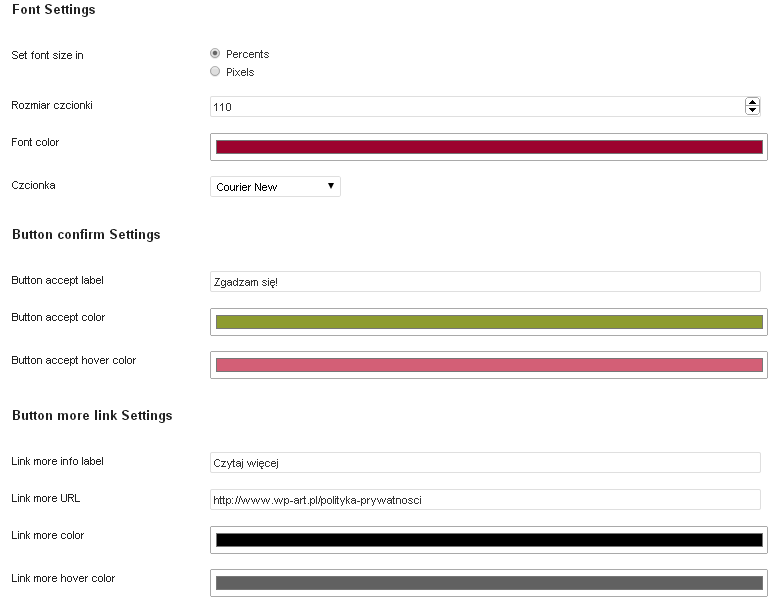 Font Settings
Set font size in
Percents
Pixels
Rozmiar czcionki
110
Font color
Czcionka
Courier New
Button confirm Settings
Button accept label
Zgadzam się!
Button accept color
Button accept hover color
Button more link Settings
Link more info label
Czytaj więcej
Link more URL
http://www.wp-art.pl/polityka-prywatnosci
Link more color
Link more hover color